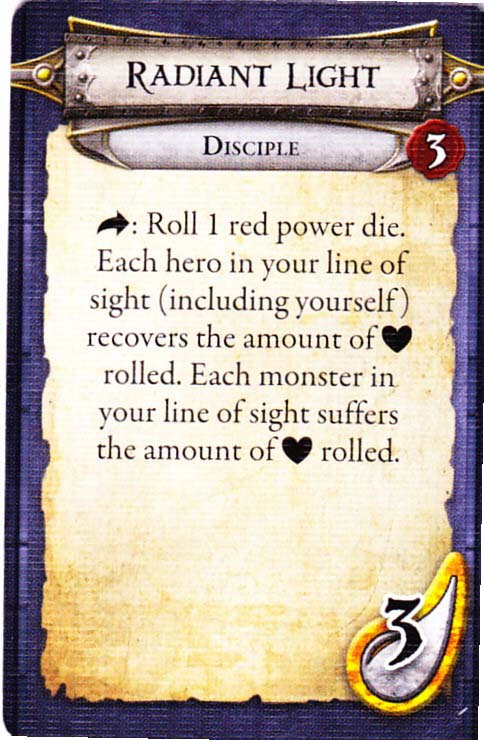 RADIANT LIGHT
DISCIPLE
3
: Roll 1 red power die.
Each hero in your line of
sight (including yourself)
recovers the amount of
rolled. Each monster in
your line of sight suffers
the amount of rolled.
3